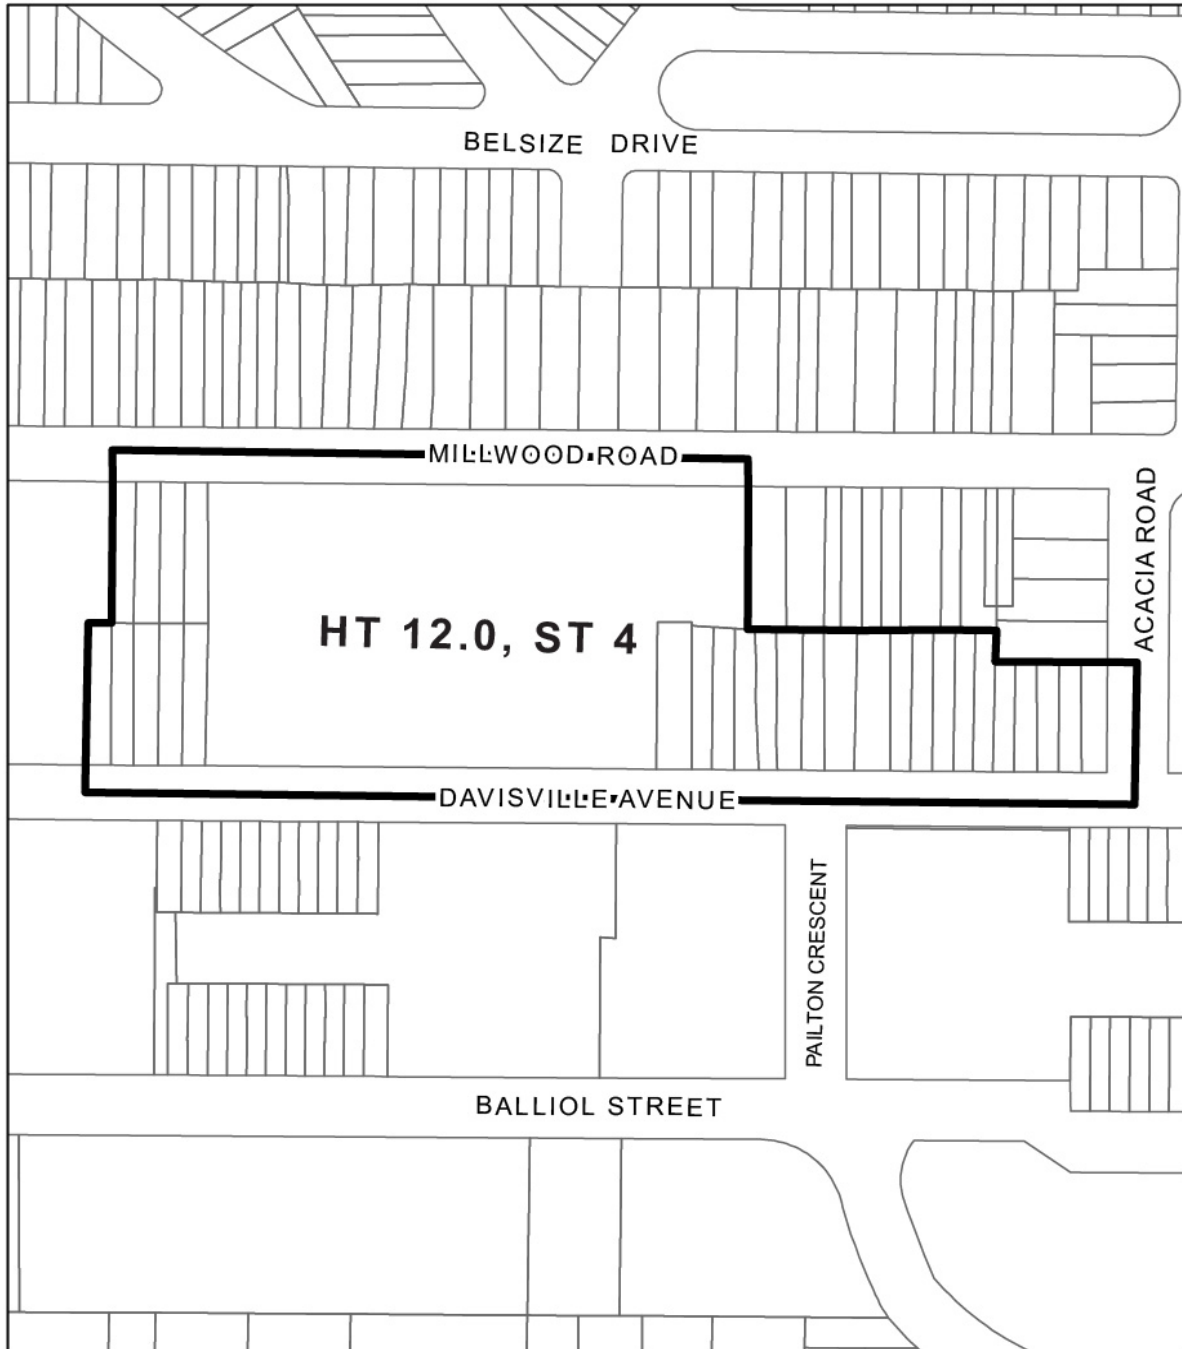 BELSIZE DRIVE
MILLWOOD ROAD
ACACIA ROAD
HT 12.0, ST 4
DAVISVILLE AVENUE
PAILTON CRESCENT
BALLIOL STREET